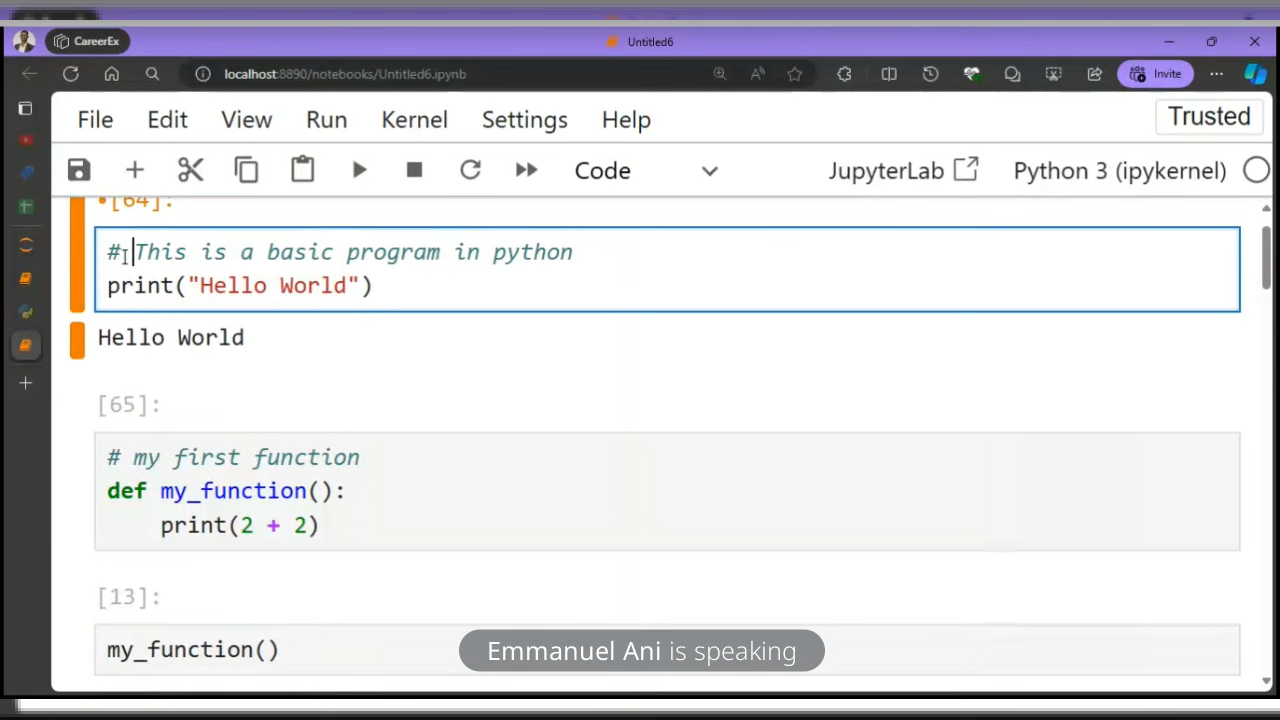 CareerEx
Untitled6
localhost:8890/notebooks/Untitled6.ipynb
Invite
File Edit View Run Kernel Settings Help
Trusted
Code
JupyterLab
Python 3 (ipykernel)
•[64]:
# This is a basic program in python
print("Hello World")
Hello World
[65]:
# my first function
def my_function():
    print(2 + 2)
[13]:
my_function()
Emmanuel Ani is speaking